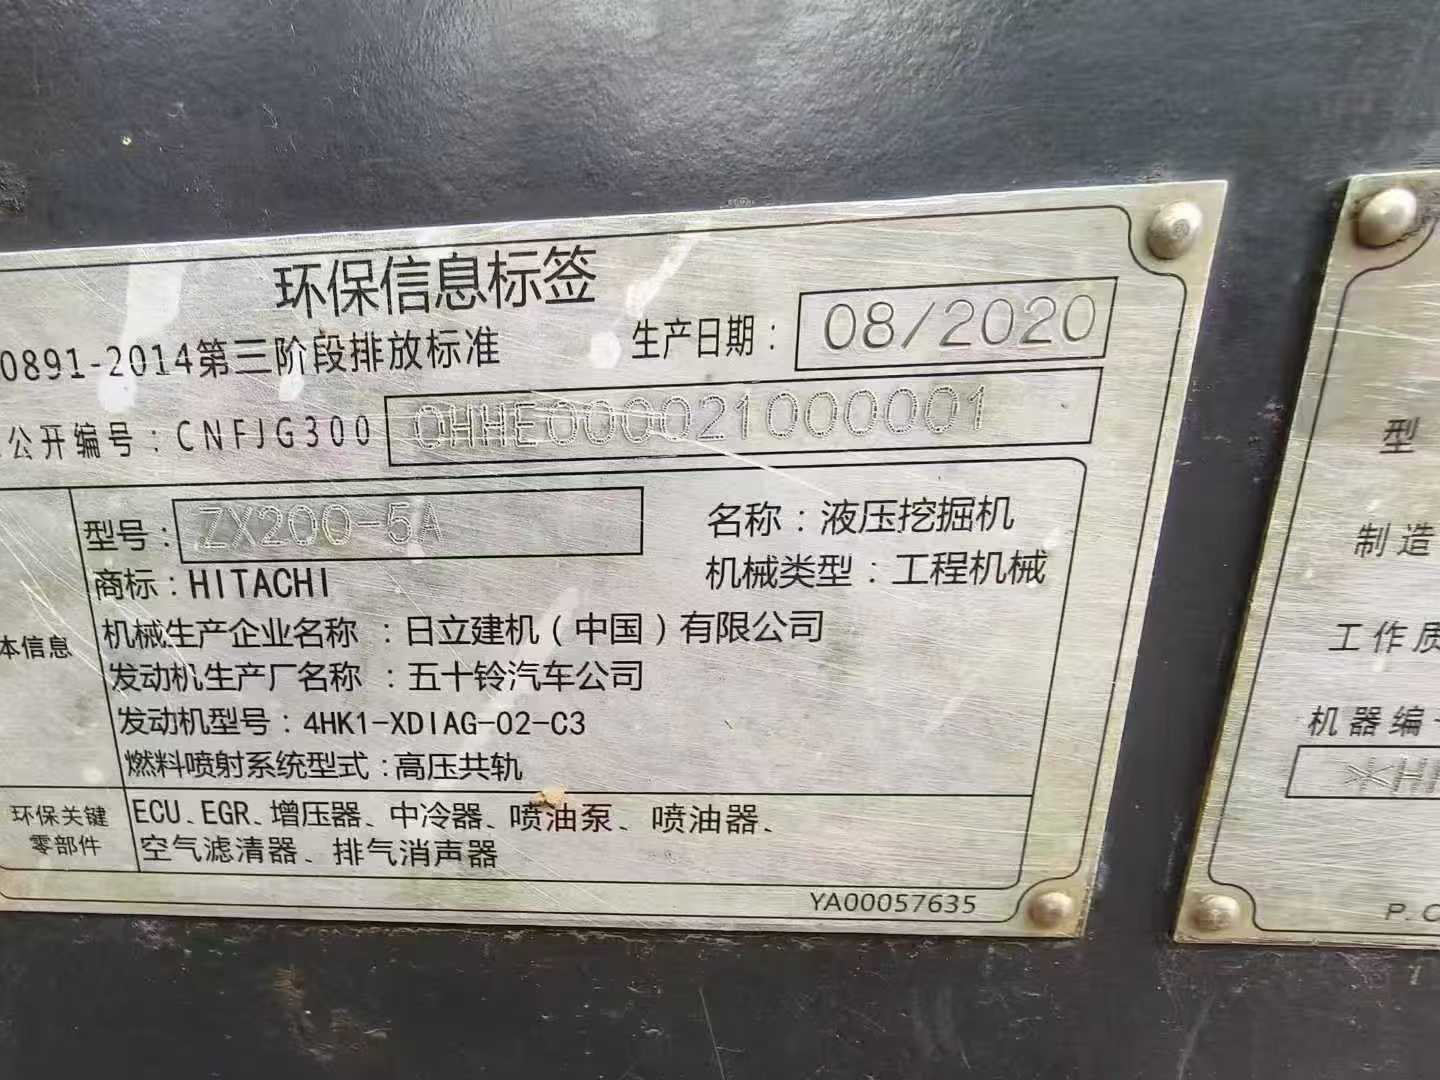 环保信息标签
0891-2014第三阶段排放标准
生产日期：08/2020
公开编号：CNFJG300 0HHE000021000001
本信息
型号：ZX200-5A
名称：液压挖掘机
商标：HITACHI
机械类型：工程机械
机械生产企业名称：日立建机（中国）有限公司
发动机生产厂名称：五十铃汽车公司
发动机型号：4HK1-XDIAG-02-C3
燃料喷射系统型式：高压共轨
环保关键
零部件
ECU、EGR、增压器、中冷器、喷油泵、喷油器、
空气滤清器、排气消声器
YA00057635
型
制造
工作质
机器编
*HI
P.C